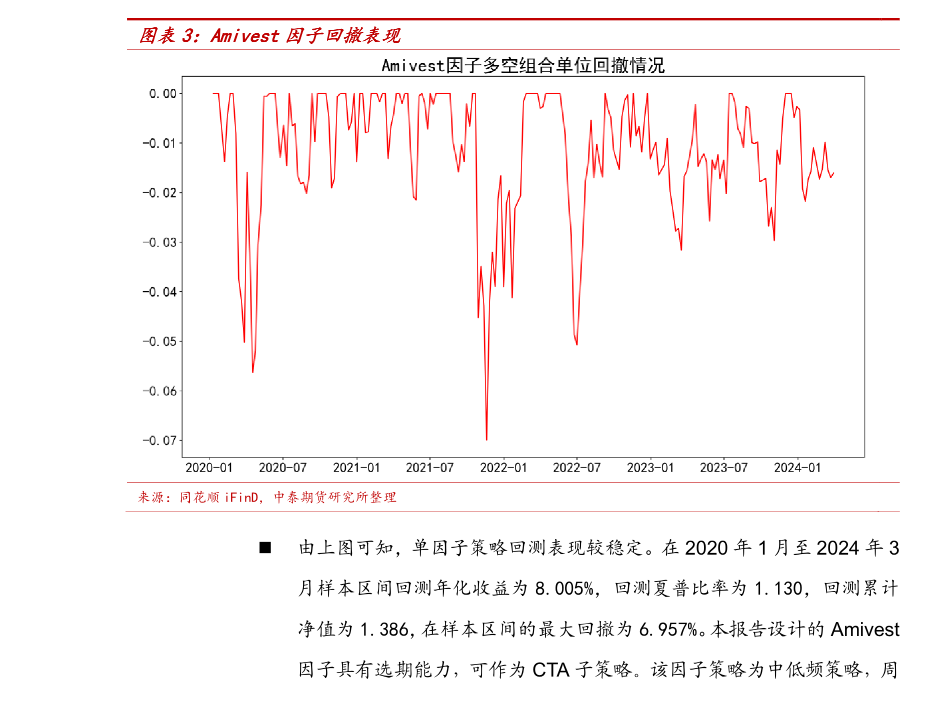 图表 3：Amivest 因子回撤表现
Amivest因子多空组合单位回撤情况
0.00
-0.01
-0.02
-0.03
-0.04
-0.05
-0.06
-0.07
2020-01 2020-07 2021-01 2021-07 2022-01 2022-07 2023-01 2023-07 2024-01
来源：同花顺 iFinD，中泰期货研究所整理
■ 由上图可知，单因子策略回测表现较稳定。在 2020 年 1 月至 2024 年 3
月样本区间回测年化收益为 8.005%，回测夏普比率为 1.130，回测累计
净值为 1.386，在样本区间的最大回撤为 6.957%。本报告设计的 Amivest
因子具有选期能力，可作为 CTA 子策略。该因子策略为中低频策略，周